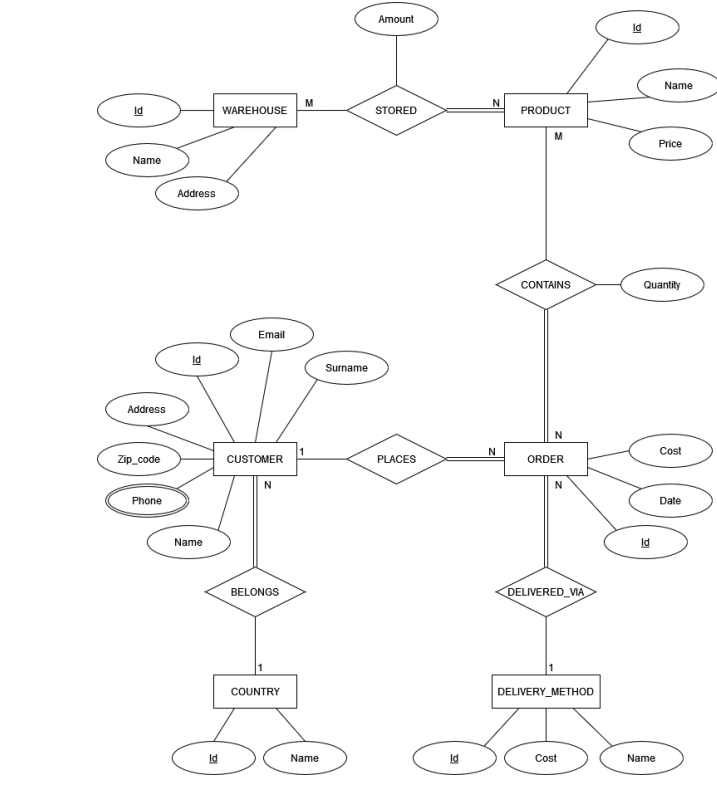 Amount
Id
Name
Id
WAREHOUSE
M
STORED
N
PRODUCT
M
Price
Name
Address
CONTAINS
Quantity
Email
Id
Surname
Address
N
Zip_code
CUSTOMER
1
PLACES
N
ORDER
Cost
N
N
Phone
Date
Name
Id
BELONGS
DELIVERED_VIA
1
1
COUNTRY
DELIVERY_METHOD
Id
Name
Id
Cost
Name